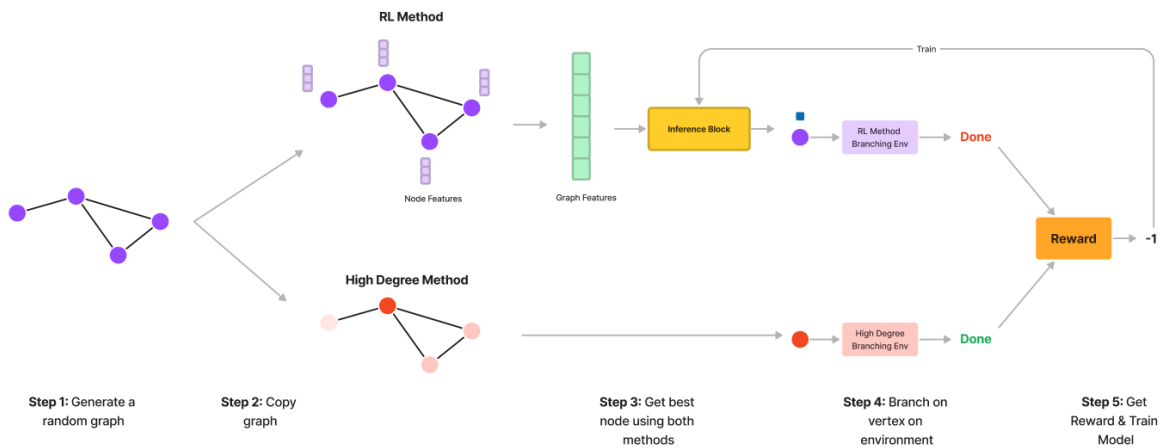 RL Method
Train
Inference Block
RL Method
Branching Env
Done
Node Features
Graph Features
Reward
-1
High Degree Method
High Degree
Branching Env
Done
Step 1: Generate a
random graph
Step 2: Copy
graph
Step 3: Get best
node using both
methods
Step 4: Branch on
vertex on
environment
Step 5: Get
Reward & Train
Model